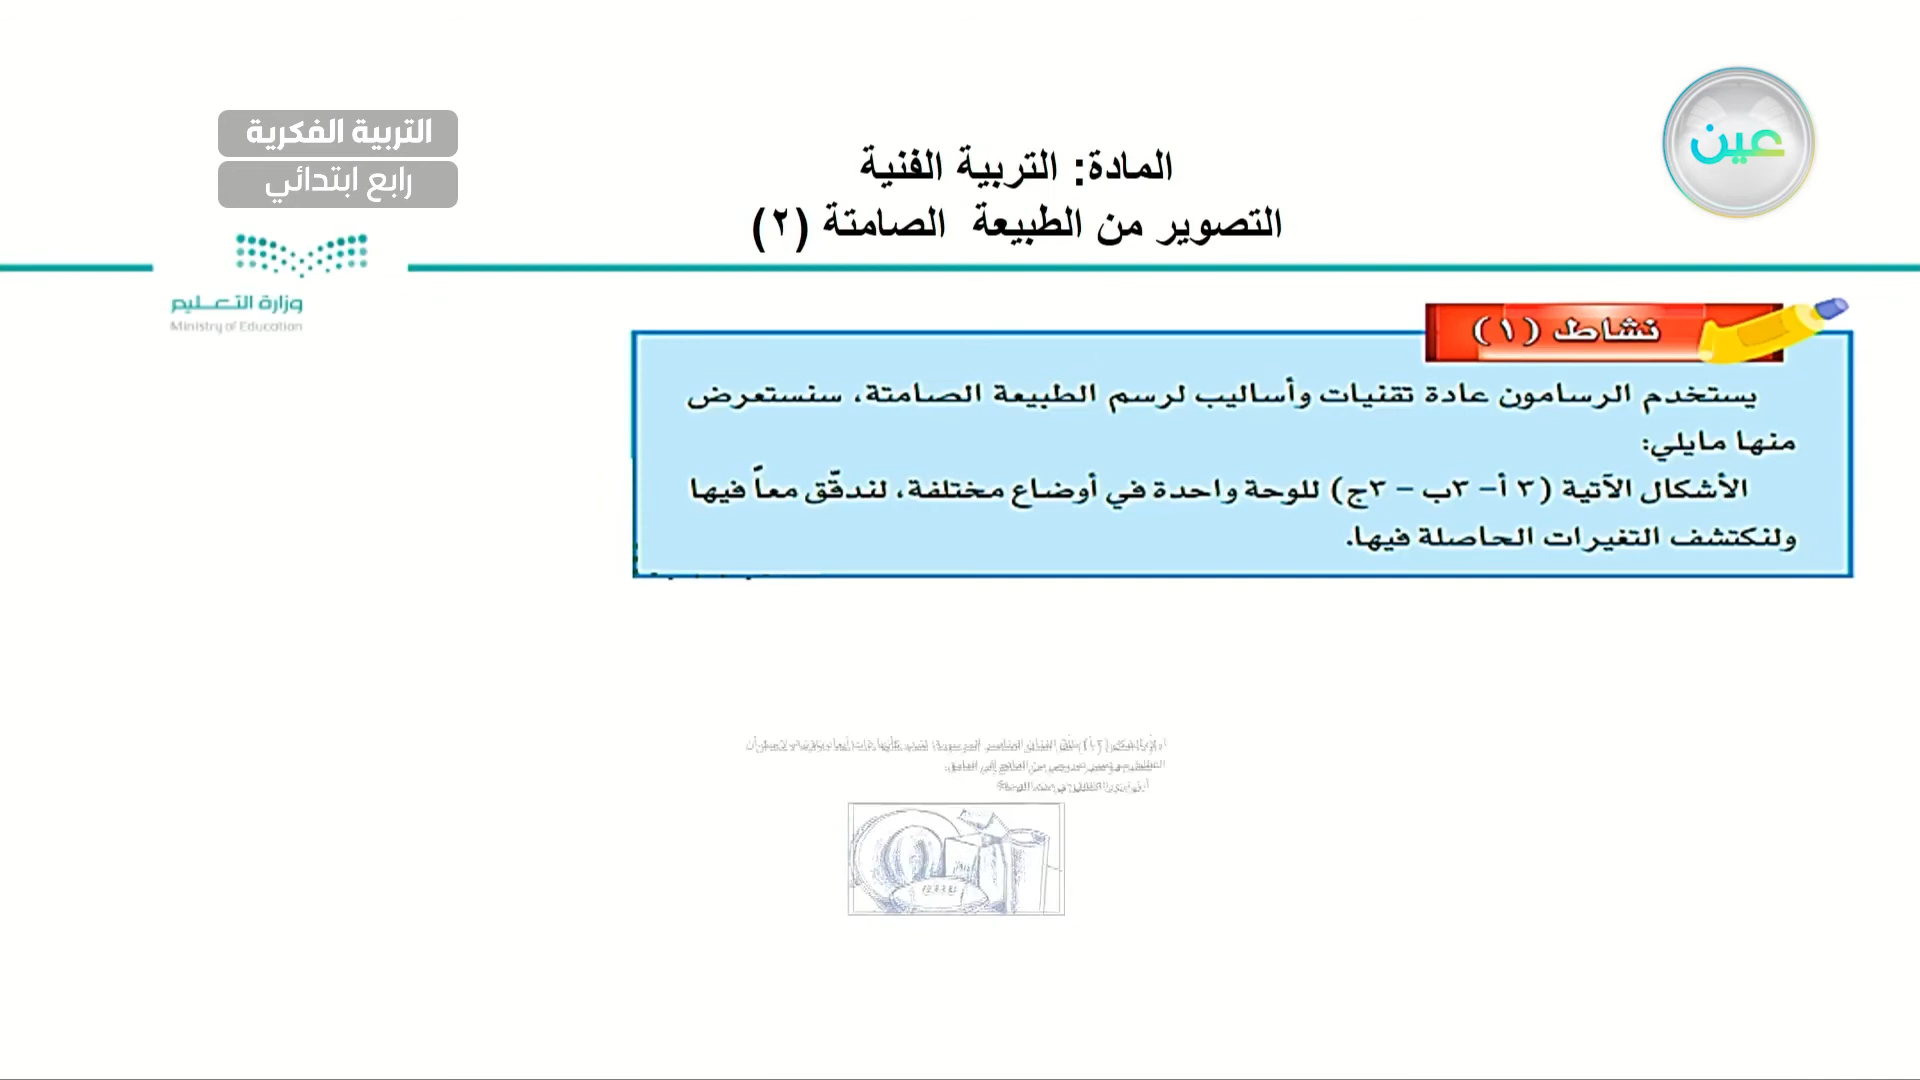 التربية الفكرية
رابع ابتدائي
عين
المادة: التربية الفنية
التصوير من الطبيعة الصامتة (٢)
وزارة التعليم
Ministry of Education
نشاط (١)
يستخدم الرسامون عادة تقنيات وأساليب لرسم الطبيعة الصامتة، سنستعرض
منها مايلي:
الأشكال الآتية (٣ أ- ٣ب - ٣ج) للوحة واحدة في أوضاع مختلفة، لندقّق معاً فيها
ولنكتشف التغيرات الحاصلة فيها.